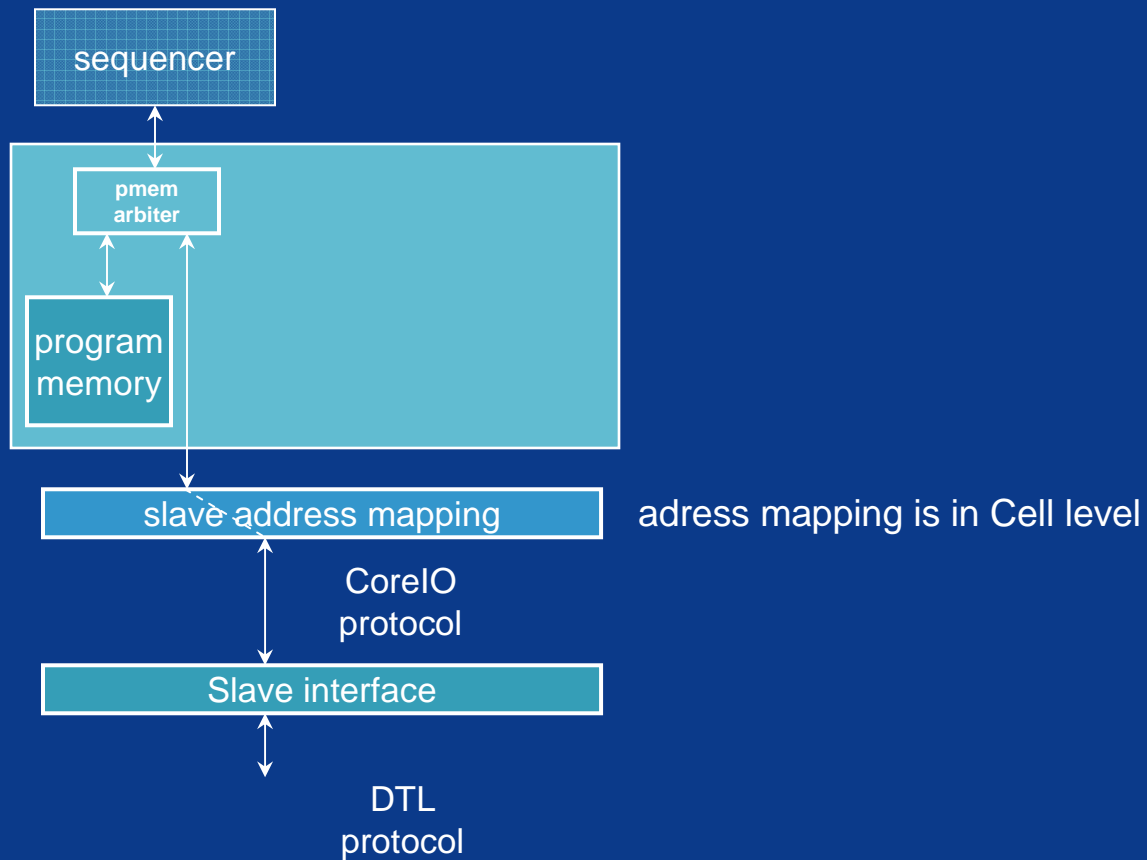 sequencer
pmem
arbiter
program
memory
slave address mapping
adress mapping is in Cell level
CoreIO
protocol
Slave interface
DTL
protocol